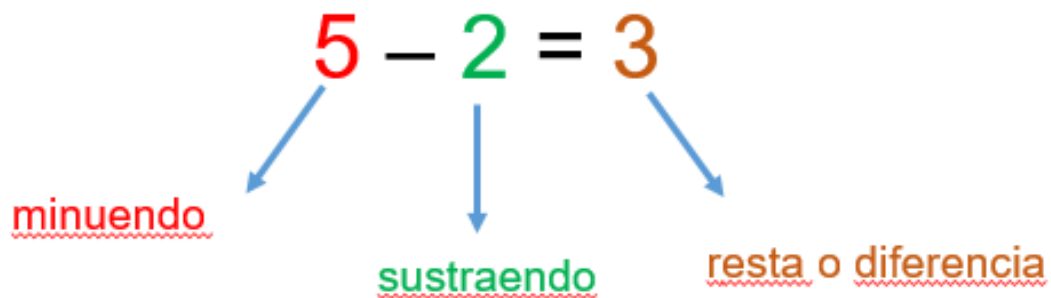 5 – 2 = 3
minuendo
sustraendo
resta o diferencia